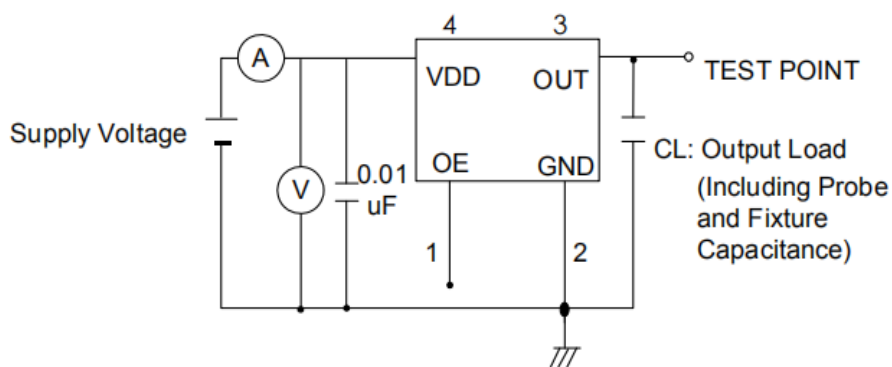 4
3
A
VDD
OUT
TEST POINT
Supply Voltage
OE
GND
CL: Output Load
(Including Probe
and Fixture
Capacitance)
V
0.01
uF
1
2